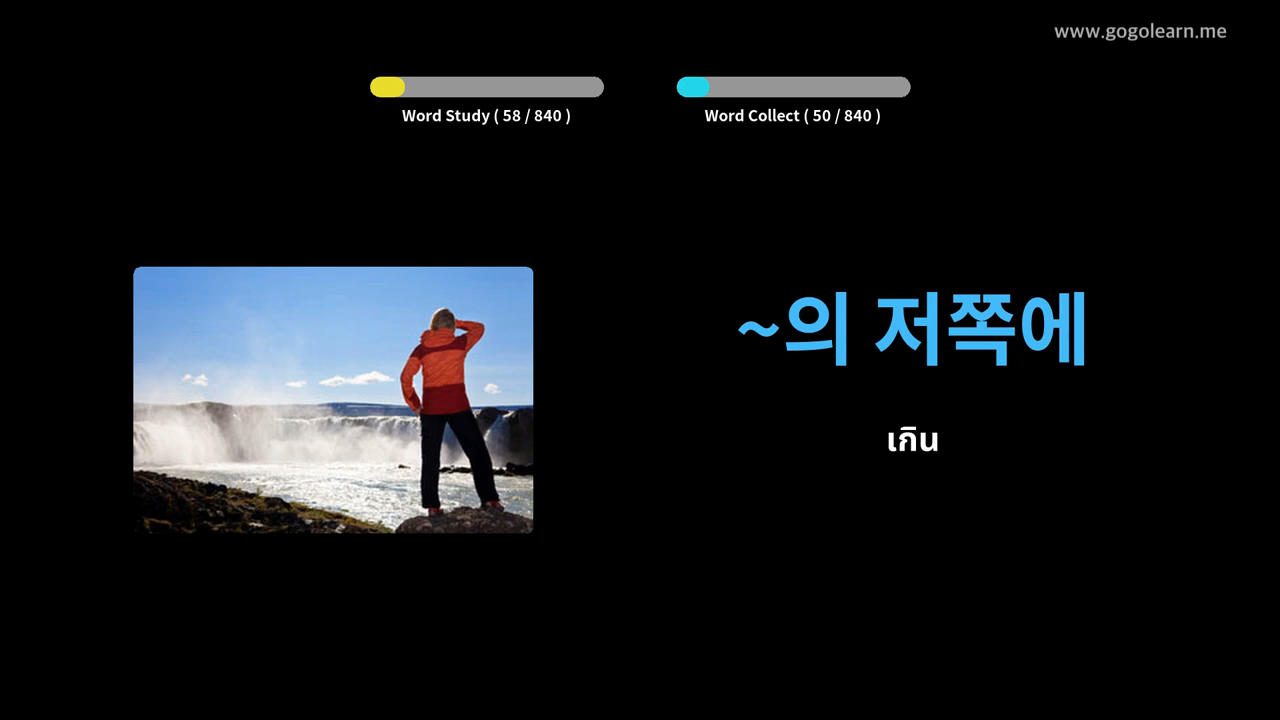 www.gogolearn.me
Word Study ( 58 / 840 )
Word Collect ( 50 / 840 )
~의 저쪽에
เกิน